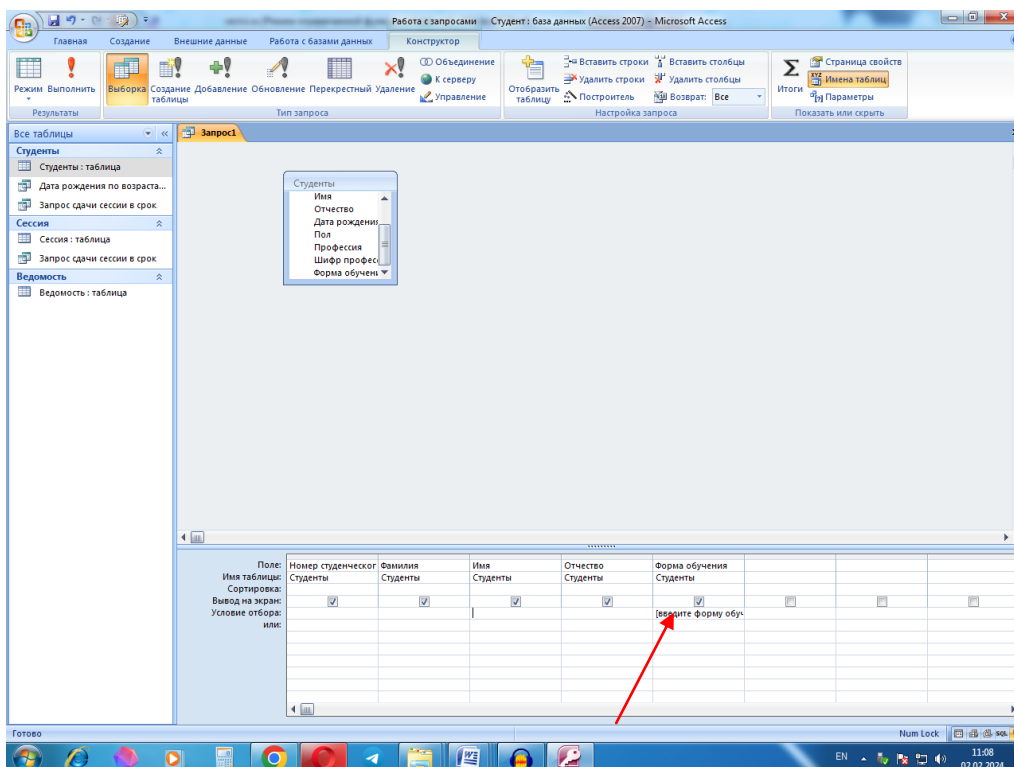 Работа с запросами Студент : база данных (Access 2007) - Microsoft Access
Главная Создание Внешние данные Работа с базами данных Конструктор
Режим Выполнить
Результаты
Выборка Создание таблицы Добавление Обновление Перекрестный Удаление
Объединение
К серверу
Управление
Тип запроса
Отобразить таблицу
Вставить строки
Удалить строки
Построитель
Вставить столбцы
Удалить столбцы
Возврат: Все
Настройка запроса
Итоги
Страница свойств
Имена таблиц
Параметры
Показать или скрыть
Все таблицы
Студенты
Студенты : таблица
Дата рождения по возраста...
Запрос сдачи сессии в срок
Сессия
Сессия : таблица
Запрос сдачи сессии в срок
Ведомость
Ведомость : таблица
Запрос1
Студенты
Имя
Отчество
Дата рождения
Пол
Профессия
Шифр професс
Форма обучени
Поле: Номер студенческог Фамилия Имя Отчество Форма обучения
Имя таблицы: Студенты Студенты Студенты Студенты Студенты
Сортировка:
Вывод на экран:
Условие отбора: [введите форму обуч
или:
Готово Num Lock SQL
EN 11:08
02.02.2024